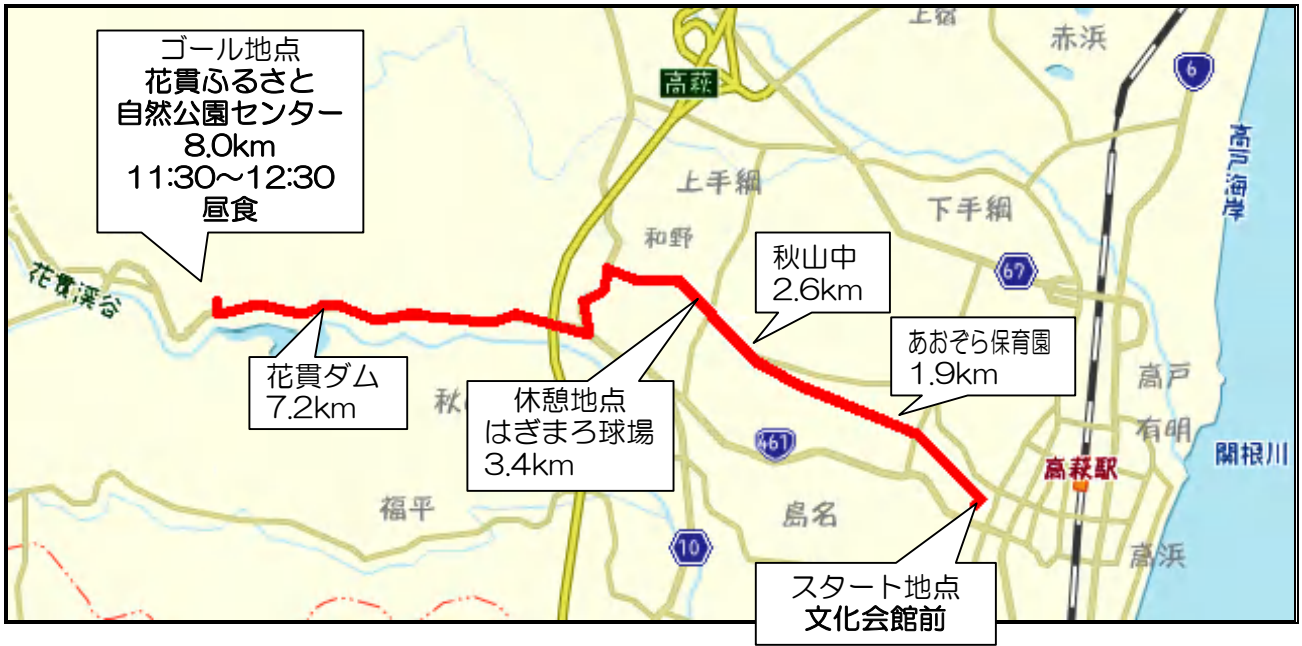 ゴール地点
花貫ふるさと
自然公園センター
8.0km
11:30～12:30
昼食
高萩
上宿
赤浜
6
高戸海岸
上手綱
下手綱
和野
67
秋山中
2.6km
花貫渓谷
あおぞら保育園
1.9km
花貫ダム
7.2km
休憩地点
はぎまろ球場
3.4km
高戸
有明
461
関根川
高萩駅
福平
島名
10
高浜
スタート地点
文化会館前